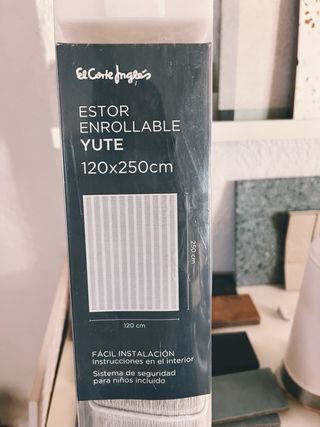 El Corte Inglés
ESTOR
ENROLLABLE
YUTE
120x250cm
250 cm
120 cm
FÁCIL INSTALACIÓN
Instrucciones en el interior
Sistema de seguridad
para niños incluido